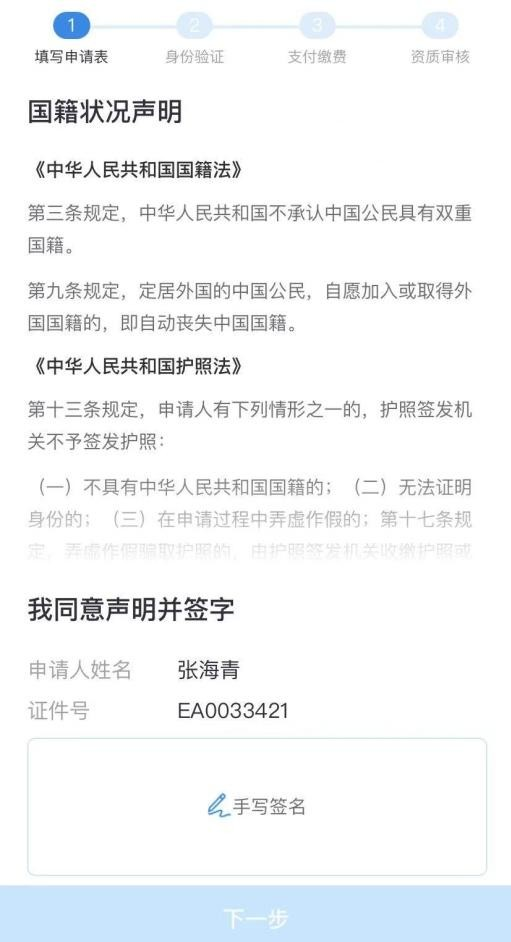 1 2 3 4
填写申请表 身份验证 支付缴费 资质审核
国籍状况声明
《中华人民共和国国籍法》
第三条规定，中华人民共和国不承认中国公民具有双重
国籍。
第九条规定，定居外国的中国公民，自愿加入或取得外
国国籍的，即自动丧失中国国籍。
《中华人民共和国护照法》
第十三条规定，申请人有下列情形之一的，护照签发机
关不予签发护照：
（一）不具有中华人民共和国国籍的；（二）无法证明
身份的；（三）在申请过程中弄虚作假的；第十七条规
定，弄虚作假骗取护照的，由护照签发机关收缴护照或
我同意声明并签字
申请人姓名 张海青
证件号 EA0033421
手写签名
下一步